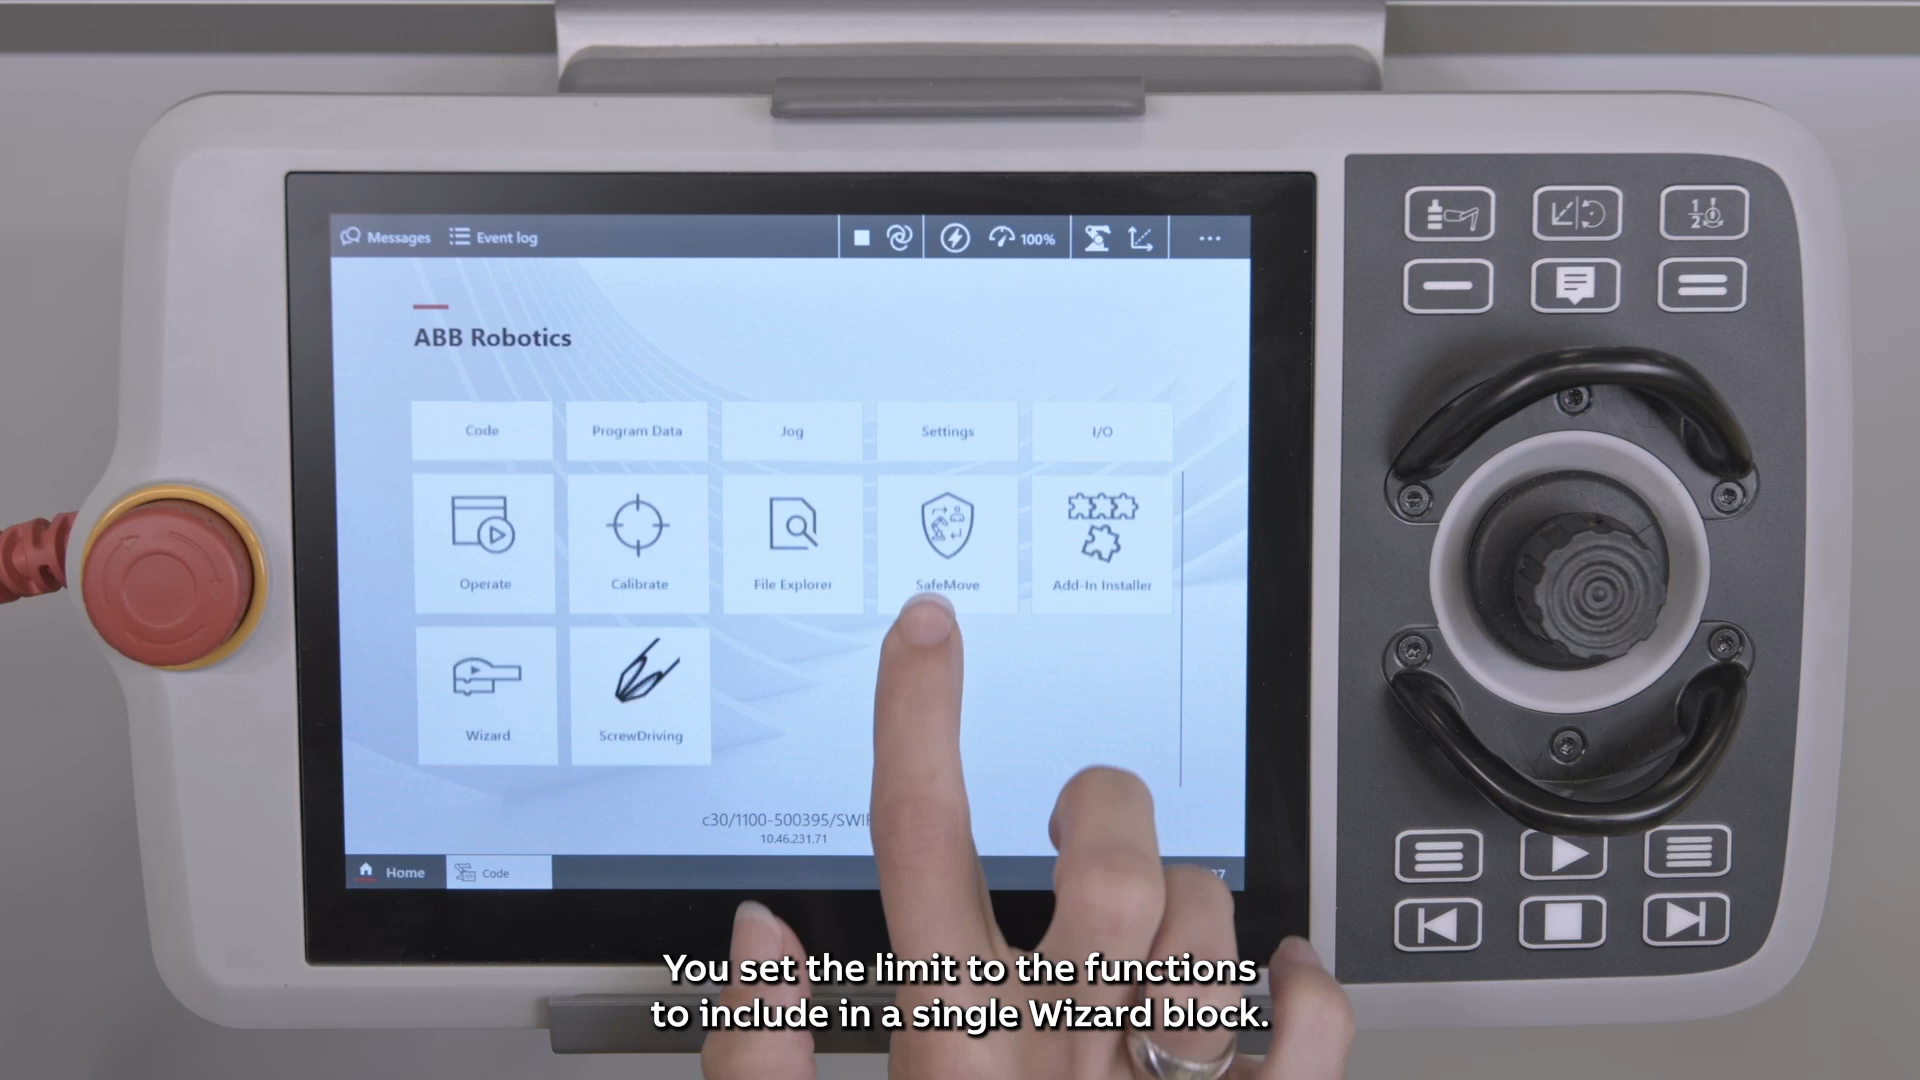 Messages
Event log
100%
ABB Robotics
Code
Program Data
Jog
Settings
I/O
Operate
Calibrate
File Explorer
SafeMove
Add-In Installer
Wizard
ScrewDriving
c30/1100-500395/SWIF
10.46.231.71
Home
Code
You set the limit to the functions
to include in a single Wizard block.